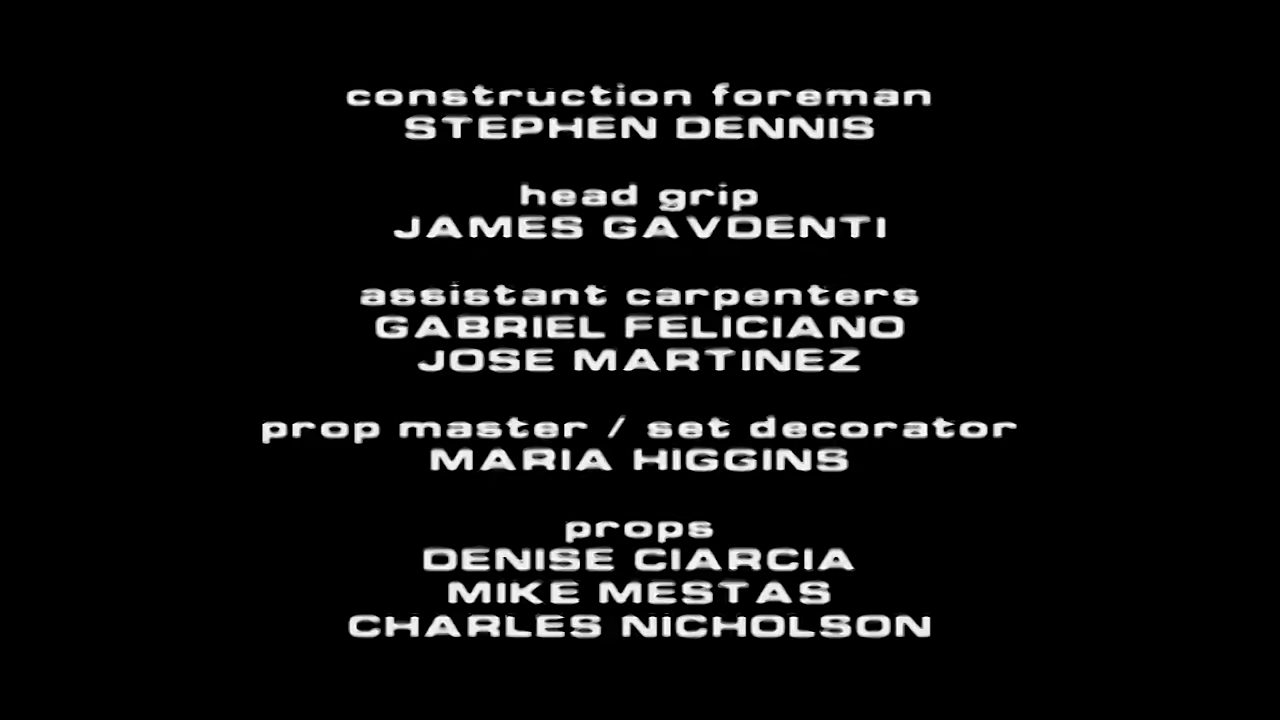 construction foreman
STEPHEN DENNIS
head grip
JAMES GAVDENTI
assistant carpenters
GABRIEL FELICIANO
JOSE MARTINEZ
prop master / set decorator
MARIA HIGGINS
props
DENISE CIARCIA
MIKE MESTAS
CHARLES NICHOLSON